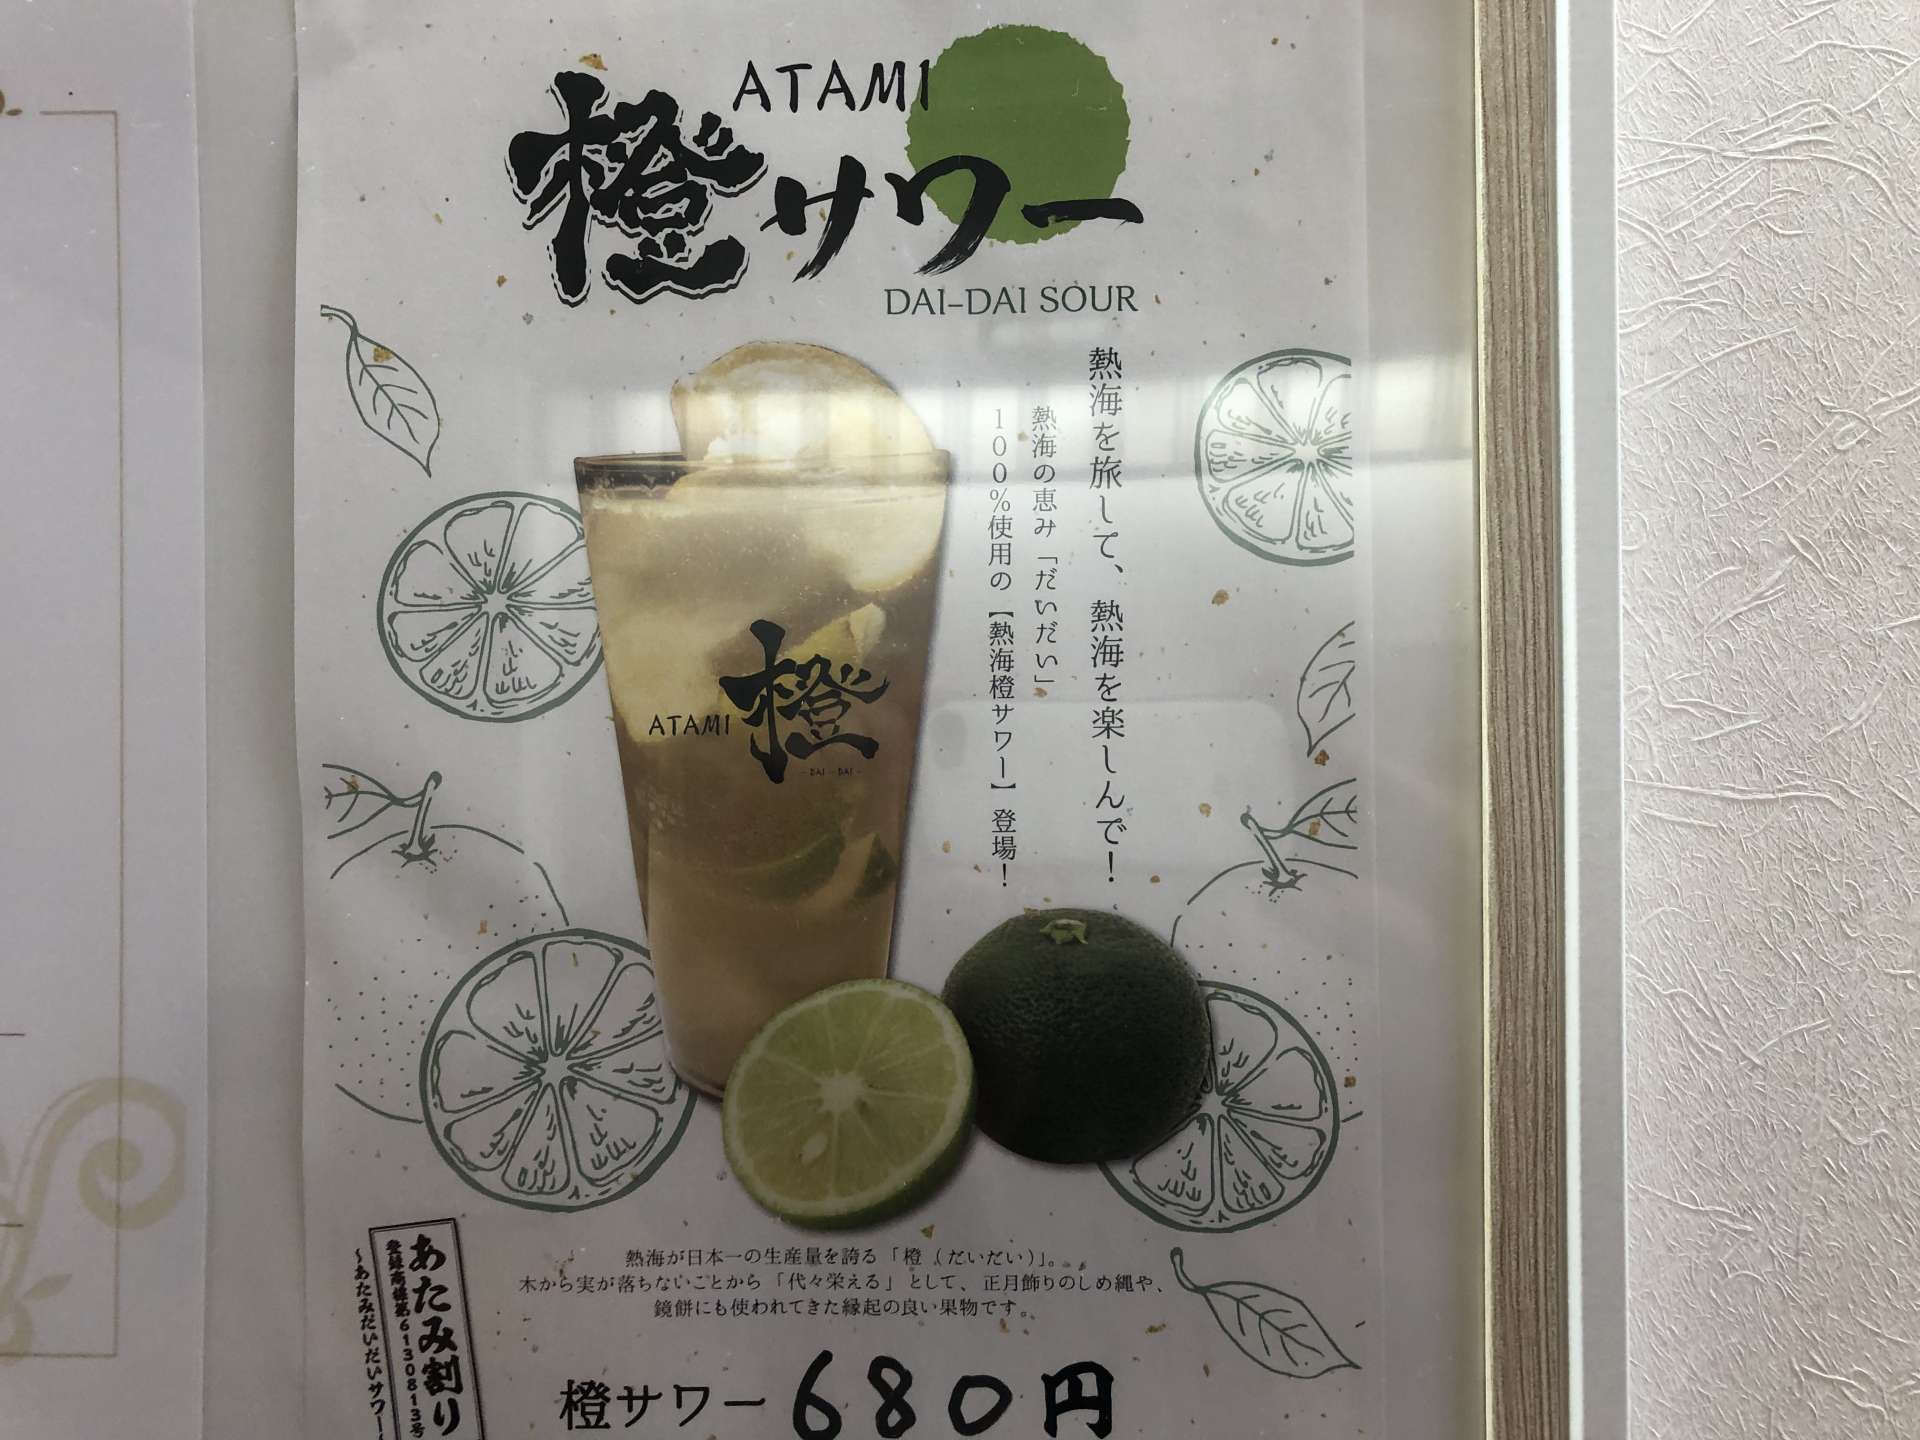 ATAMI
橙サワー
DAI-DAI SOUR
熱海を旅して、熱海を楽しんで！
熱海の恵み「だいだい」
100％使用の【熱海橙サワー】登場！
ATAMI 橙
- DAI - DAI -
熱海が日本一の生産量を誇る「橙（だいだい）」。
木から実が落ちないことから「代々栄える」として、正月飾りのしめ縄や、
鏡餅にも使われてきた縁起の良い果物です。
あたみ割り
登録商標第6130813号
～あたみだいだいサワー
橙サワー 680円